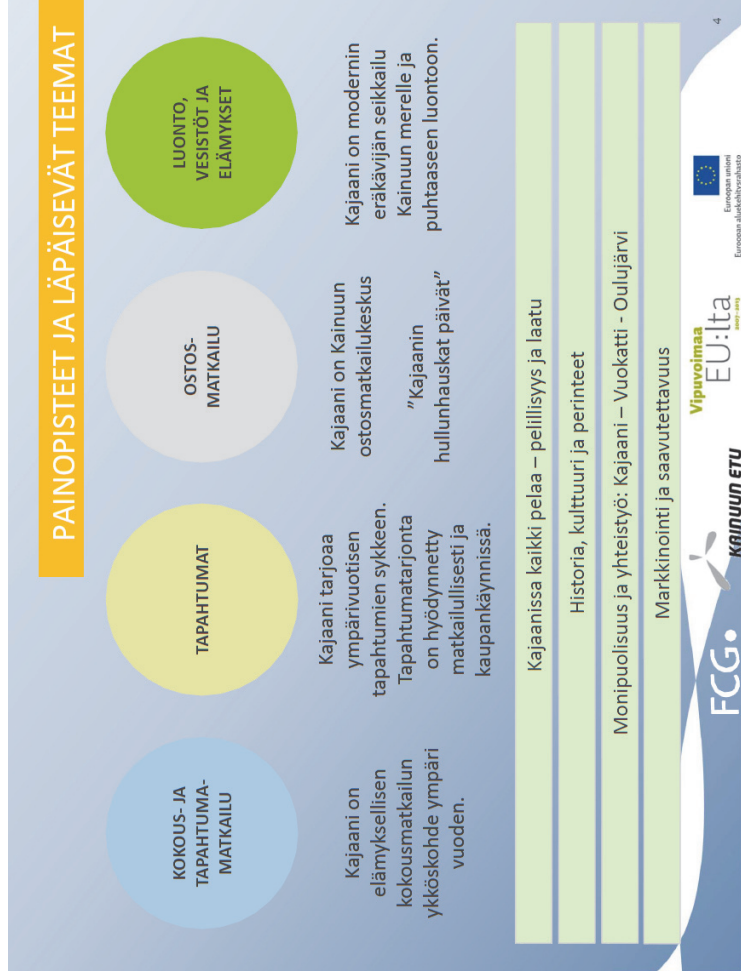 PAINOPISTEET JA LÄPÄISEVÄT TEEMAT
KOKOUS- JA
TAPAHTUMA-
MATKAILU
Kajaani on
elämyksellisen
kokousmatkailun
ykköskohde ympäri
vuoden.
TAPAHTUMAT
Kajaani tarjoaa
ympärivuotisen
tapahtumien sykkeen.
Tapahtumatarjonta
on hyödynnetty
matkailullisesti ja
kaupankäynnissä.
OSTOS-
MATKAILU
Kajaani on Kainuun
ostosmatkailukeskus
”Kajaanin
hullunhauskat päivät”
LUONTO,
VESISTÖT JA
ELÄMYKSET
Kajaani on modernin
eräkävijän seikkailu
Kainuun merelle ja
puhtaaseen luontoon.
Kajaanissa kaikki pelaa – pelillisyys ja laatu
Historia, kulttuuri ja perinteet
Monipuolisuus ja yhteistyö: Kajaani – Vuokatti - Oulujärvi
Markkinointi ja saavutettavuus
FCG
KAINUUN ETU
Vipuvoimaa
EU:lta
2007–2013
Euroopan unioni
Euroopan aluekehitysrahasto
4